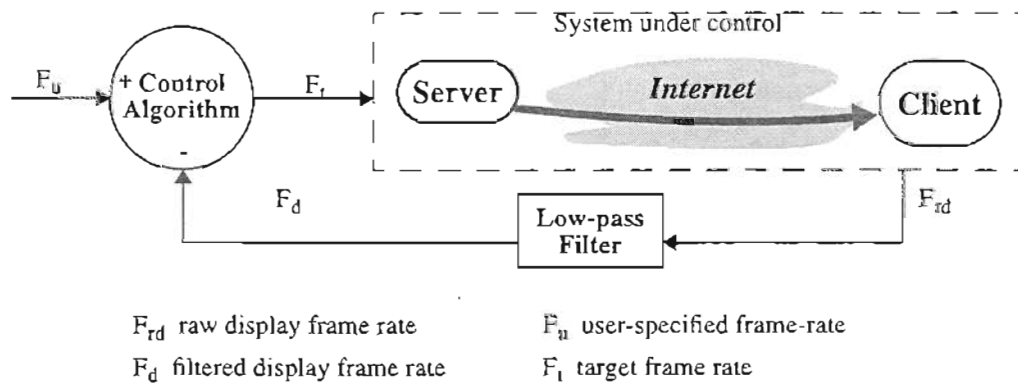 System under control
F_u
+ Control
Algorithm
-
F_t
Server
Internet
Client
F_d
Low-pass
Filter
F_rd
F_rd raw display frame rate
F_u user-specified frame-rate
F_d filtered display frame rate
F_t target frame rate